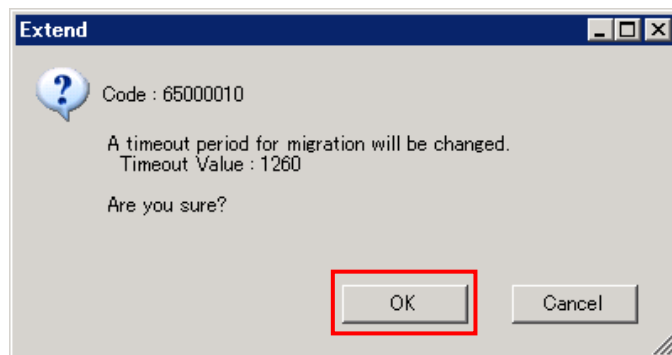 Extend
Code : 65000010
A timeout period for migration will be changed.
Timeout Value : 1260
Are you sure?
OK
Cancel